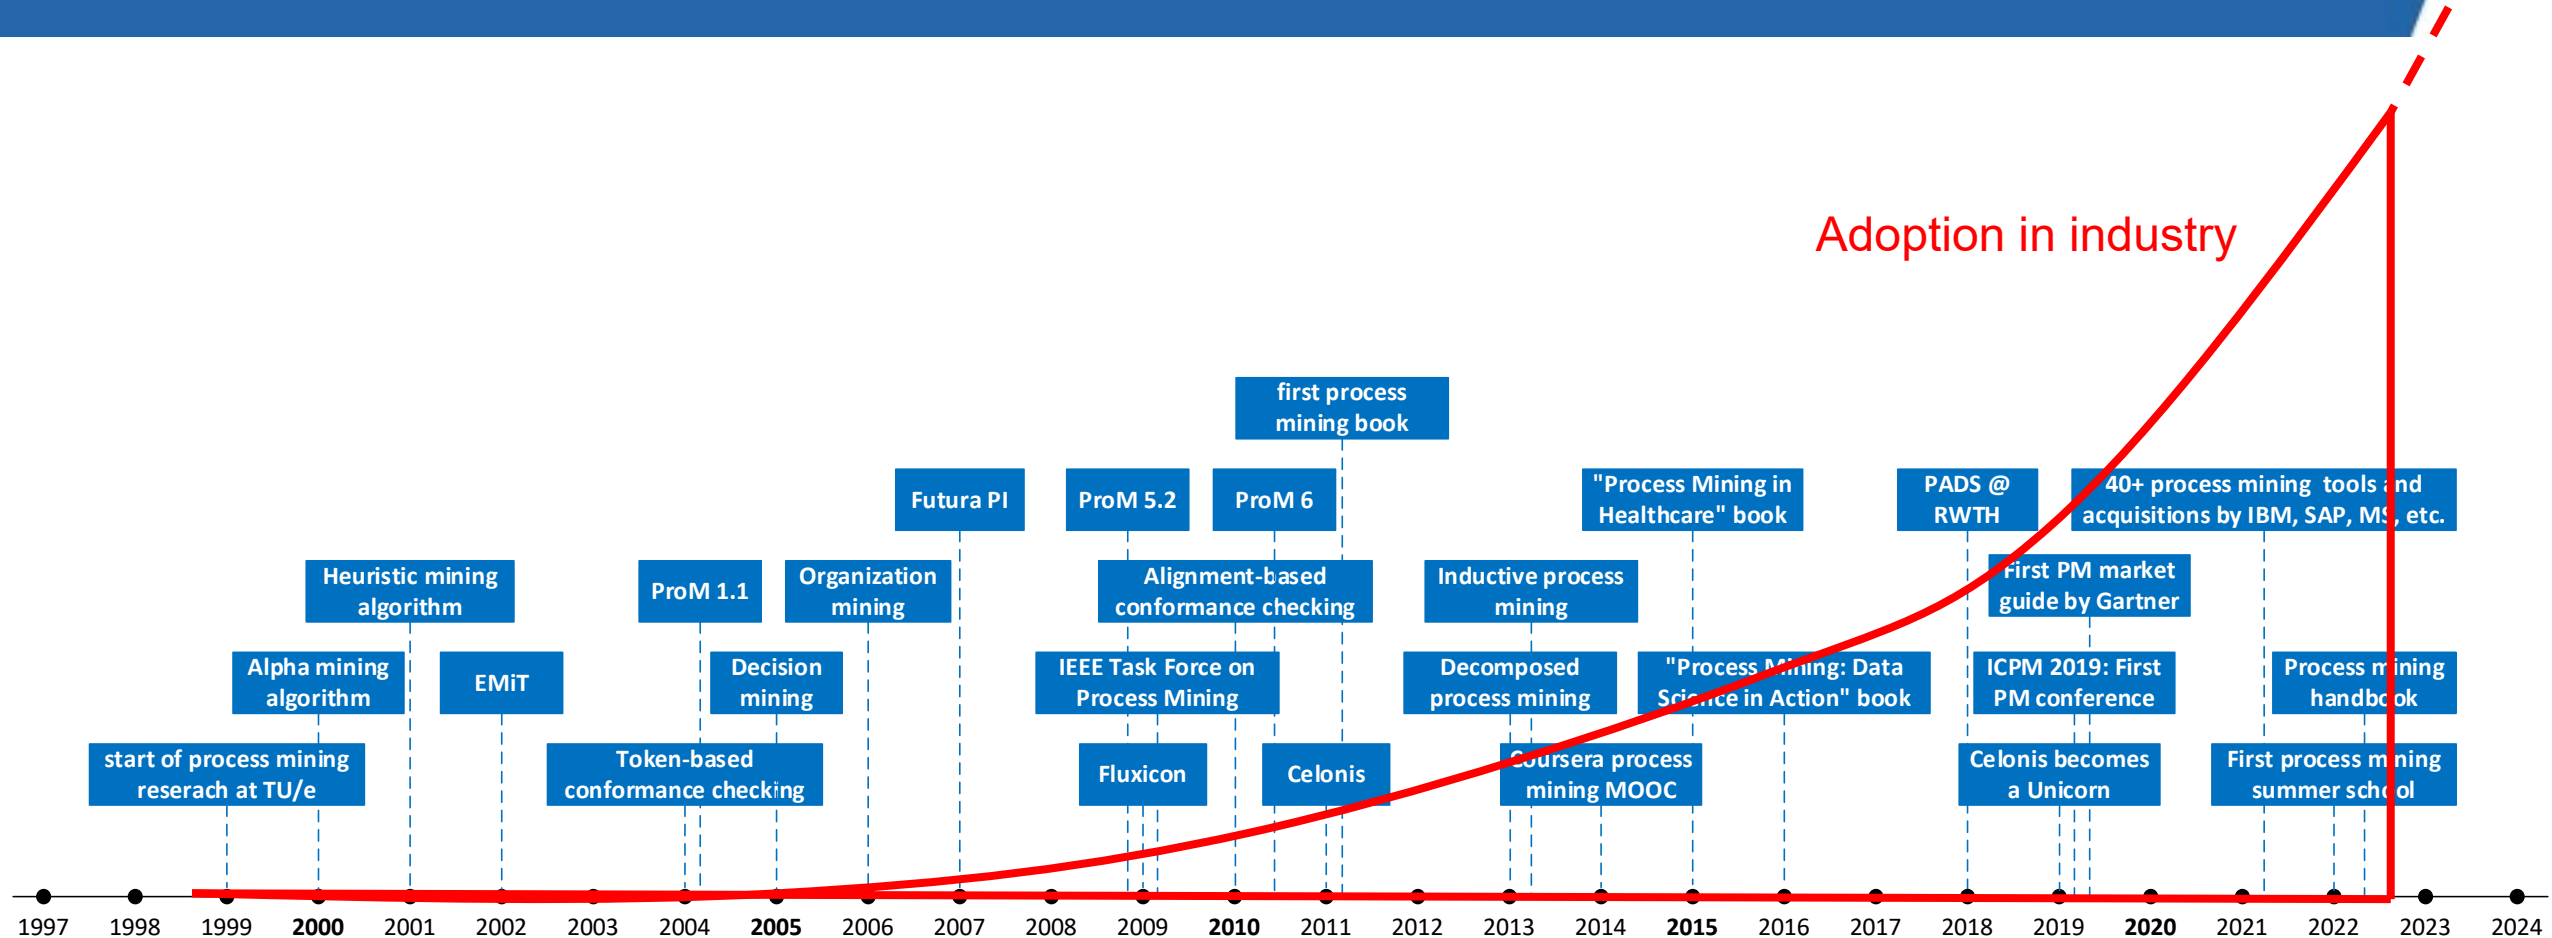 Adoption in industry
first process
mining book
Futura PI
ProM 5.2
ProM 6
"Process Mining in
Healthcare" book
PADS @
RWTH
40+ process mining tools and
acquisitions by IBM, SAP, MS, etc.
Heuristic mining
algorithm
ProM 1.1
Organization
mining
Alignment-based
conformance checking
Inductive process
mining
First PM market
guide by Gartner
Alpha mining
algorithm
EMiT
Decision
mining
IEEE Task Force on
Process Mining
Decomposed
process mining
"Process Mining: Data
Science in Action" book
ICPM 2019: First
PM conference
Process mining
handbook
start of process mining
reserach at TU/e
Token-based
conformance checking
Fluxicon
Celonis
Coursera process
mining MOOC
Celonis becomes
a Unicorn
First process mining
summer school
1997 1998 1999 2000 2001 2002 2003 2004 2005 2006 2007 2008 2009 2010 2011 2012 2013 2014 2015 2016 2017 2018 2019 2020 2021 2022 2023 2024